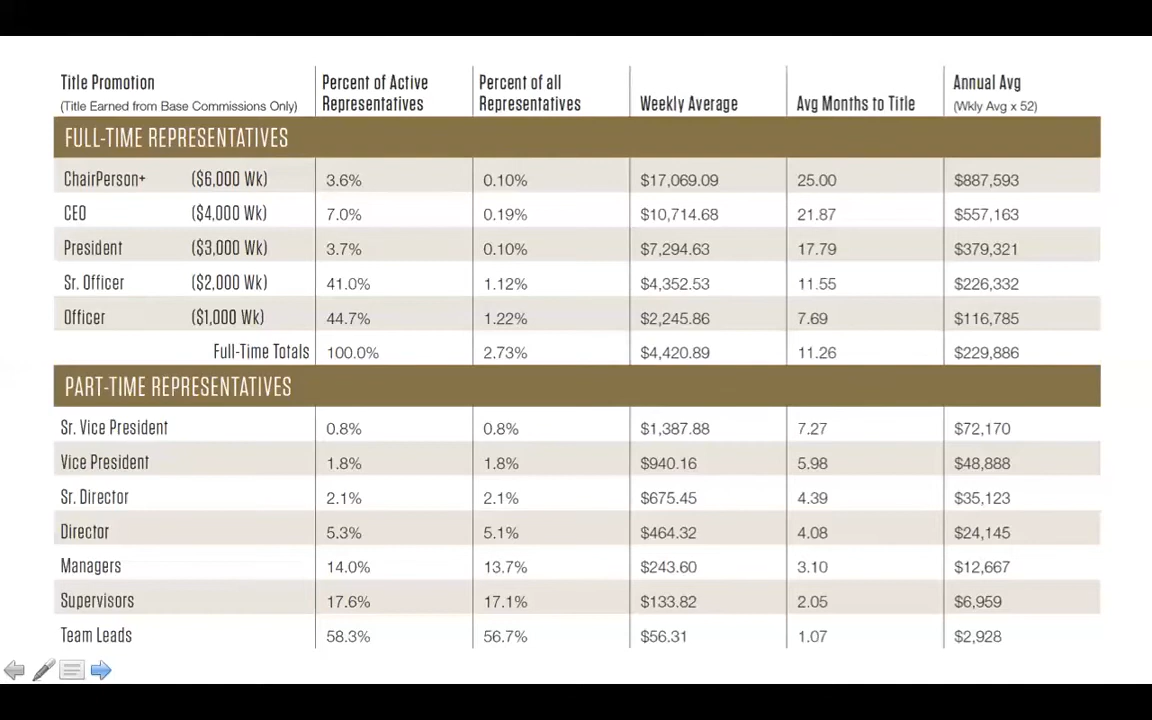 Title Promotion
(Title Earned from Base Commissions Only)
Percent of Active
Representatives
Percent of all
Representatives
Weekly Average
Avg Months to Title
Annual Avg
(Wkly Avg x 52)
FULL-TIME REPRESENTATIVES
ChairPerson+ ($6,000 Wk) 3.6% 0.10% $17,069.09 25.00 $887,593
CEO ($4,000 Wk) 7.0% 0.19% $10,714.68 21.87 $557,163
President ($3,000 Wk) 3.7% 0.10% $7,294.63 17.79 $379,321
Sr. Officer ($2,000 Wk) 41.0% 1.12% $4,352.53 11.55 $226,332
Officer ($1,000 Wk) 44.7% 1.22% $2,245.86 7.69 $116,785
Full-Time Totals 100.0% 2.73% $4,420.89 11.26 $229,886
PART-TIME REPRESENTATIVES
Sr. Vice President 0.8% 0.8% $1,387.88 7.27 $72,170
Vice President 1.8% 1.8% $940.16 5.98 $48,888
Sr. Director 2.1% 2.1% $675.45 4.39 $35,123
Director 5.3% 5.1% $464.32 4.08 $24,145
Managers 14.0% 13.7% $243.60 3.10 $12,667
Supervisors 17.6% 17.1% $133.82 2.05 $6,959
Team Leads 58.3% 56.7% $56.31 1.07 $2,928